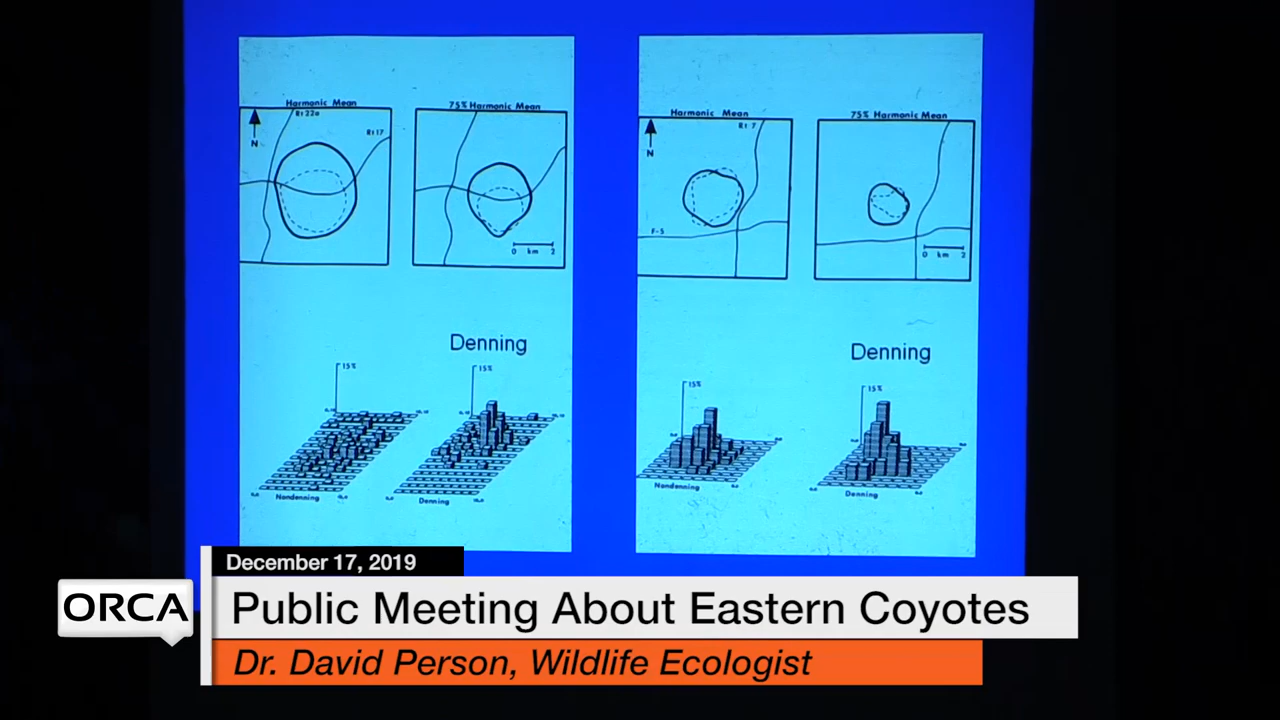 Harmonic Mean
75% Harmonic Mean
Rt 22a
Rt 17
N
0 km 2
Denning
15%
15%
Nondenning
Denning
Harmonic Mean
75% Harmonic Mean
Rt 7
N
F-5
0 km 2
Denning
15%
15%
Nondenning
Denning
December 17, 2019
ORCA
Public Meeting About Eastern Coyotes
Dr. David Person, Wildlife Ecologist